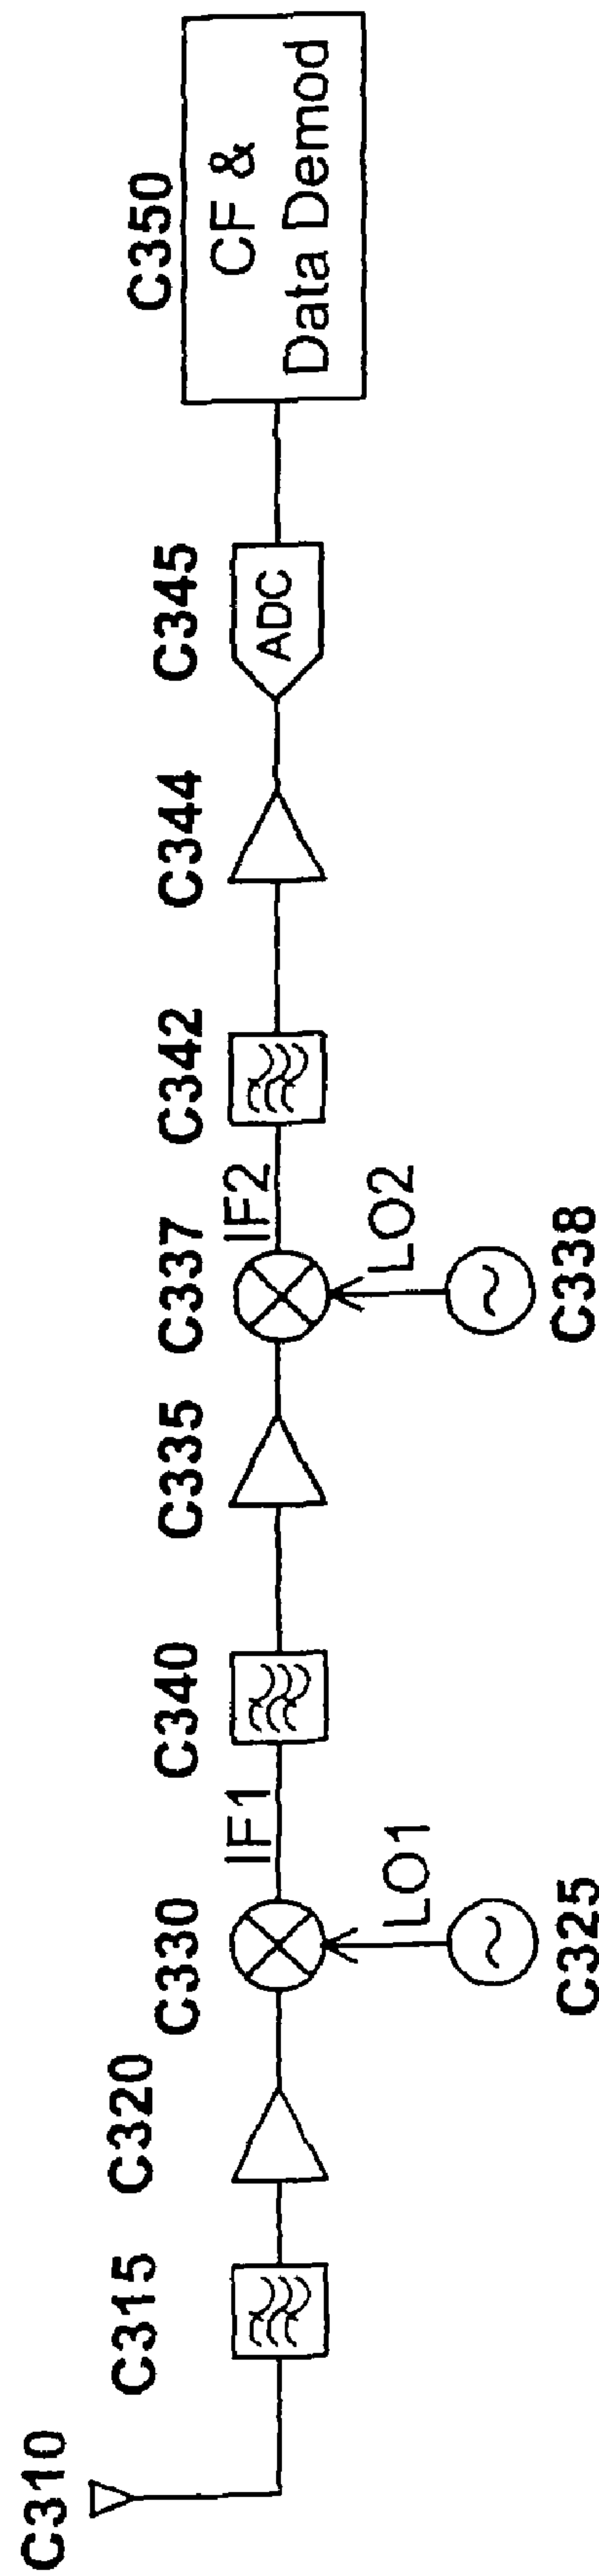 C310
C315
C320
C330
IF1
LO1
C325
C340
C335
C337
IF2
LO2
C338
C342
C344
C345
ADC
C350
CF &
Data Demod